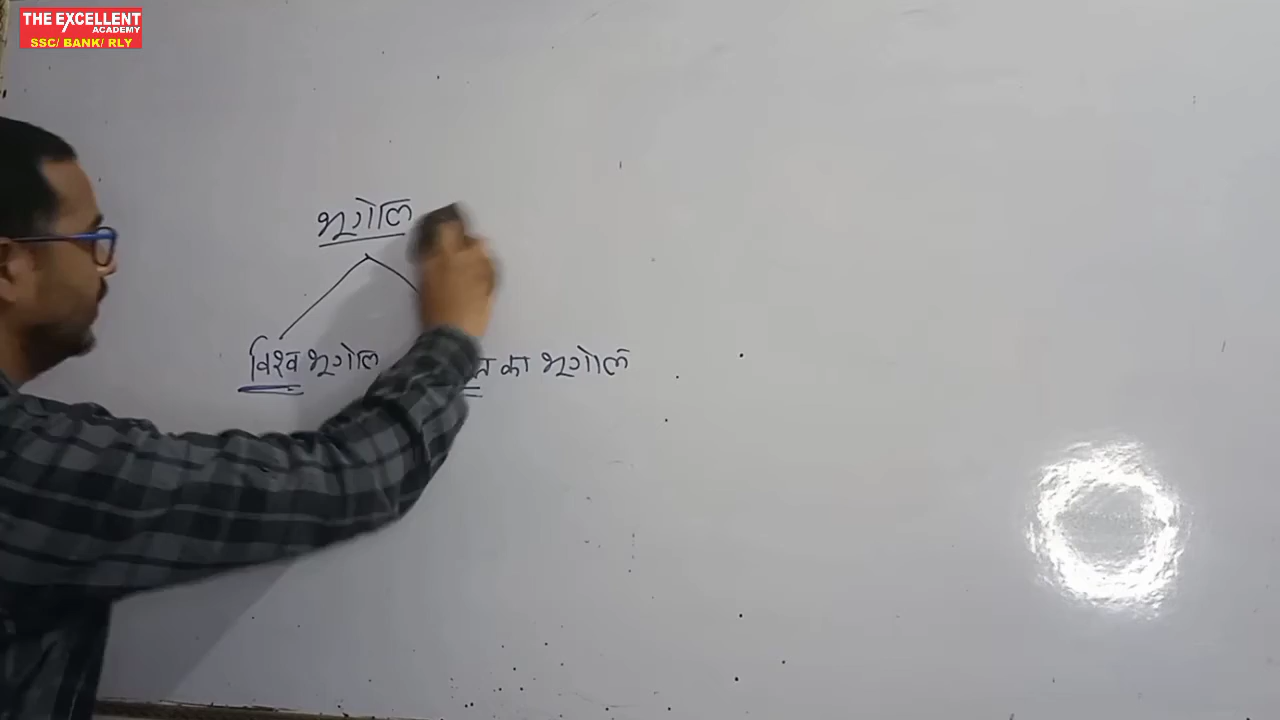 THE EXCELLENT
ACADEMY
SSC/ BANK/ RLY
भूगोल
विश्व भूगोल का भूगोल